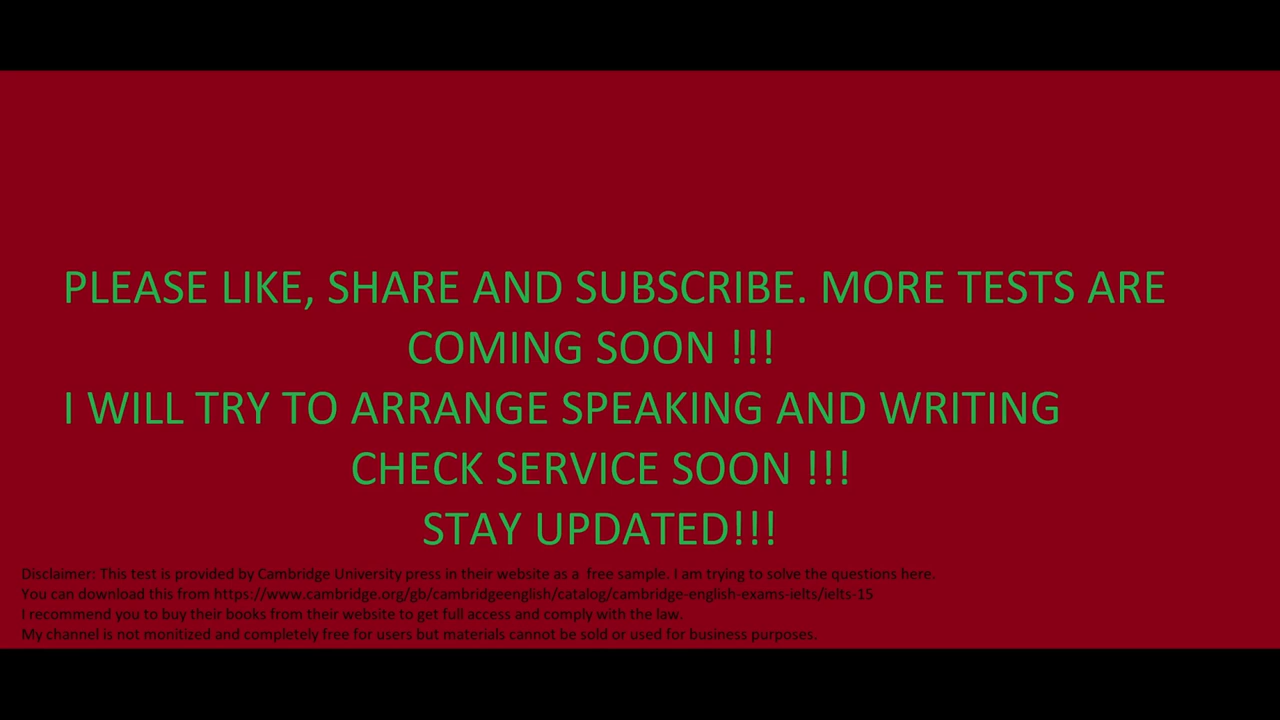 PLEASE LIKE, SHARE AND SUBSCRIBE. MORE TESTS ARE
COMING SOON !!!
I WILL TRY TO ARRANGE SPEAKING AND WRITING
CHECK SERVICE SOON !!!
STAY UPDATED!!!
Disclaimer: This test is provided by Cambridge University press in their website as a  free sample. I am trying to solve the questions here.
You can download this from https://www.cambridge.org/gb/cambridgeenglish/catalog/cambridge-english-exams-ielts/ielts-15
I recommend you to buy their books from their website to get full access and comply with the law.
My channel is not monitized and completely free for users but materials cannot be sold or used for business purposes.